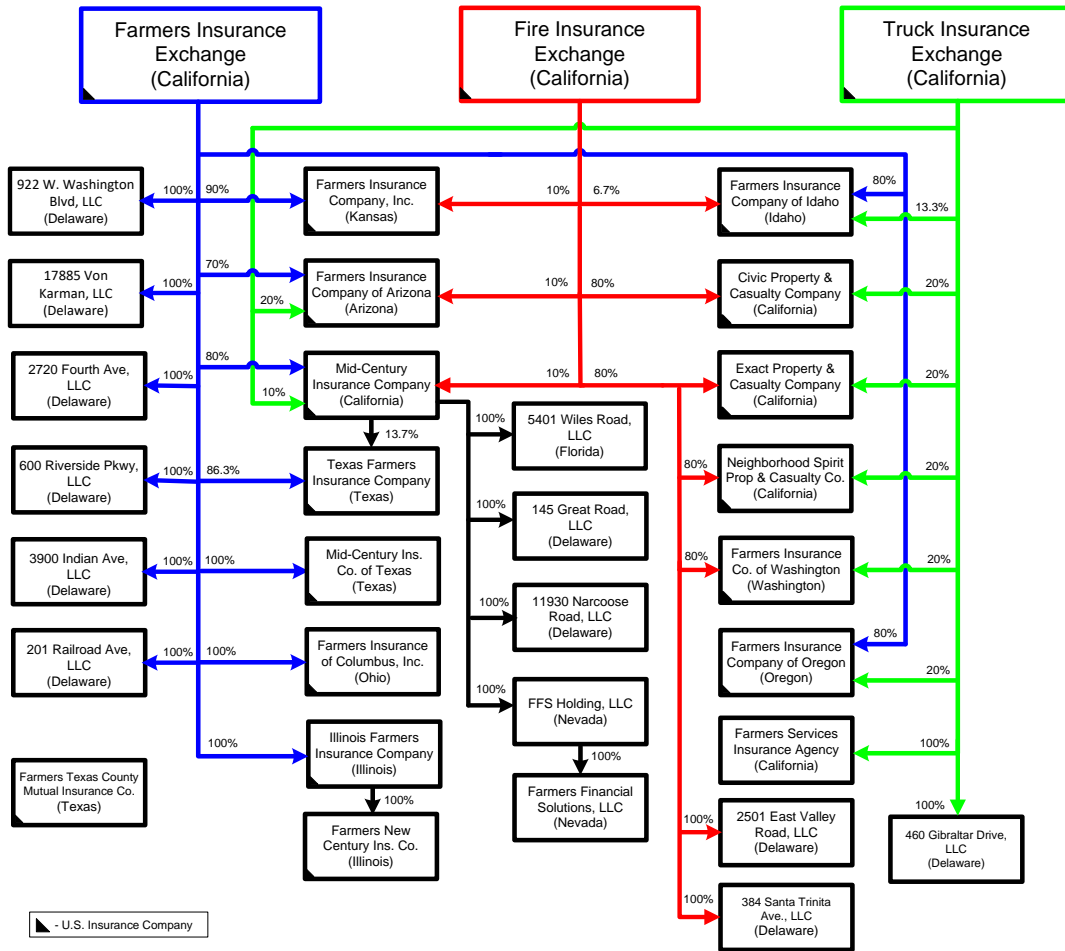 Farmers Insurance
Exchange
(California)
Fire Insurance
Exchange
(California)
Truck Insurance
Exchange
(California)
922 W. Washington
Blvd, LLC
(Delaware)
100%
90%
Farmers Insurance
Company, Inc.
(Kansas)
10%
6.7%
Farmers Insurance
Company of Idaho
(Idaho)
80%
13.3%
17885 Von
Karman, LLC
(Delaware)
100%
70%
20%
Farmers Insurance
Company of Arizona
(Arizona)
10%
80%
Civic Property &
Casualty Company
(California)
20%
2720 Fourth Ave,
LLC
(Delaware)
100%
80%
10%
Mid-Century
Insurance Company
(California)
10%
80%
Exact Property &
Casualty Company
(California)
20%
13.7%
100%
5401 Wiles Road,
LLC
(Florida)
600 Riverside Pkwy,
LLC
(Delaware)
100%
86.3%
Texas Farmers
Insurance Company
(Texas)
80%
Neighborhood Spirit
Prop & Casualty Co.
(California)
20%
100%
145 Great Road,
LLC
(Delaware)
3900 Indian Ave,
LLC
(Delaware)
100%
100%
Mid-Century Ins.
Co. of Texas
(Texas)
80%
Farmers Insurance
Co. of Washington
(Washington)
20%
100%
11930 Narcoose
Road, LLC
(Delaware)
201 Railroad Ave,
LLC
(Delaware)
100%
100%
Farmers Insurance
of Columbus, Inc.
(Ohio)
Farmers Insurance
Company of Oregon
(Oregon)
80%
20%
100%
FFS Holding, LLC
(Nevada)
100%
Illinois Farmers
Insurance Company
(Illinois)
Farmers Services
Insurance Agency
(California)
100%
Farmers Texas County
Mutual Insurance Co.
(Texas)
100%
Farmers New
Century Ins. Co.
(Illinois)
100%
Farmers Financial
Solutions, LLC
(Nevada)
100%
2501 East Valley
Road, LLC
(Delaware)
100%
460 Gibraltar Drive,
LLC
(Delaware)
100%
384 Santa Trinita
Ave., LLC
(Delaware)
- U.S. Insurance Company